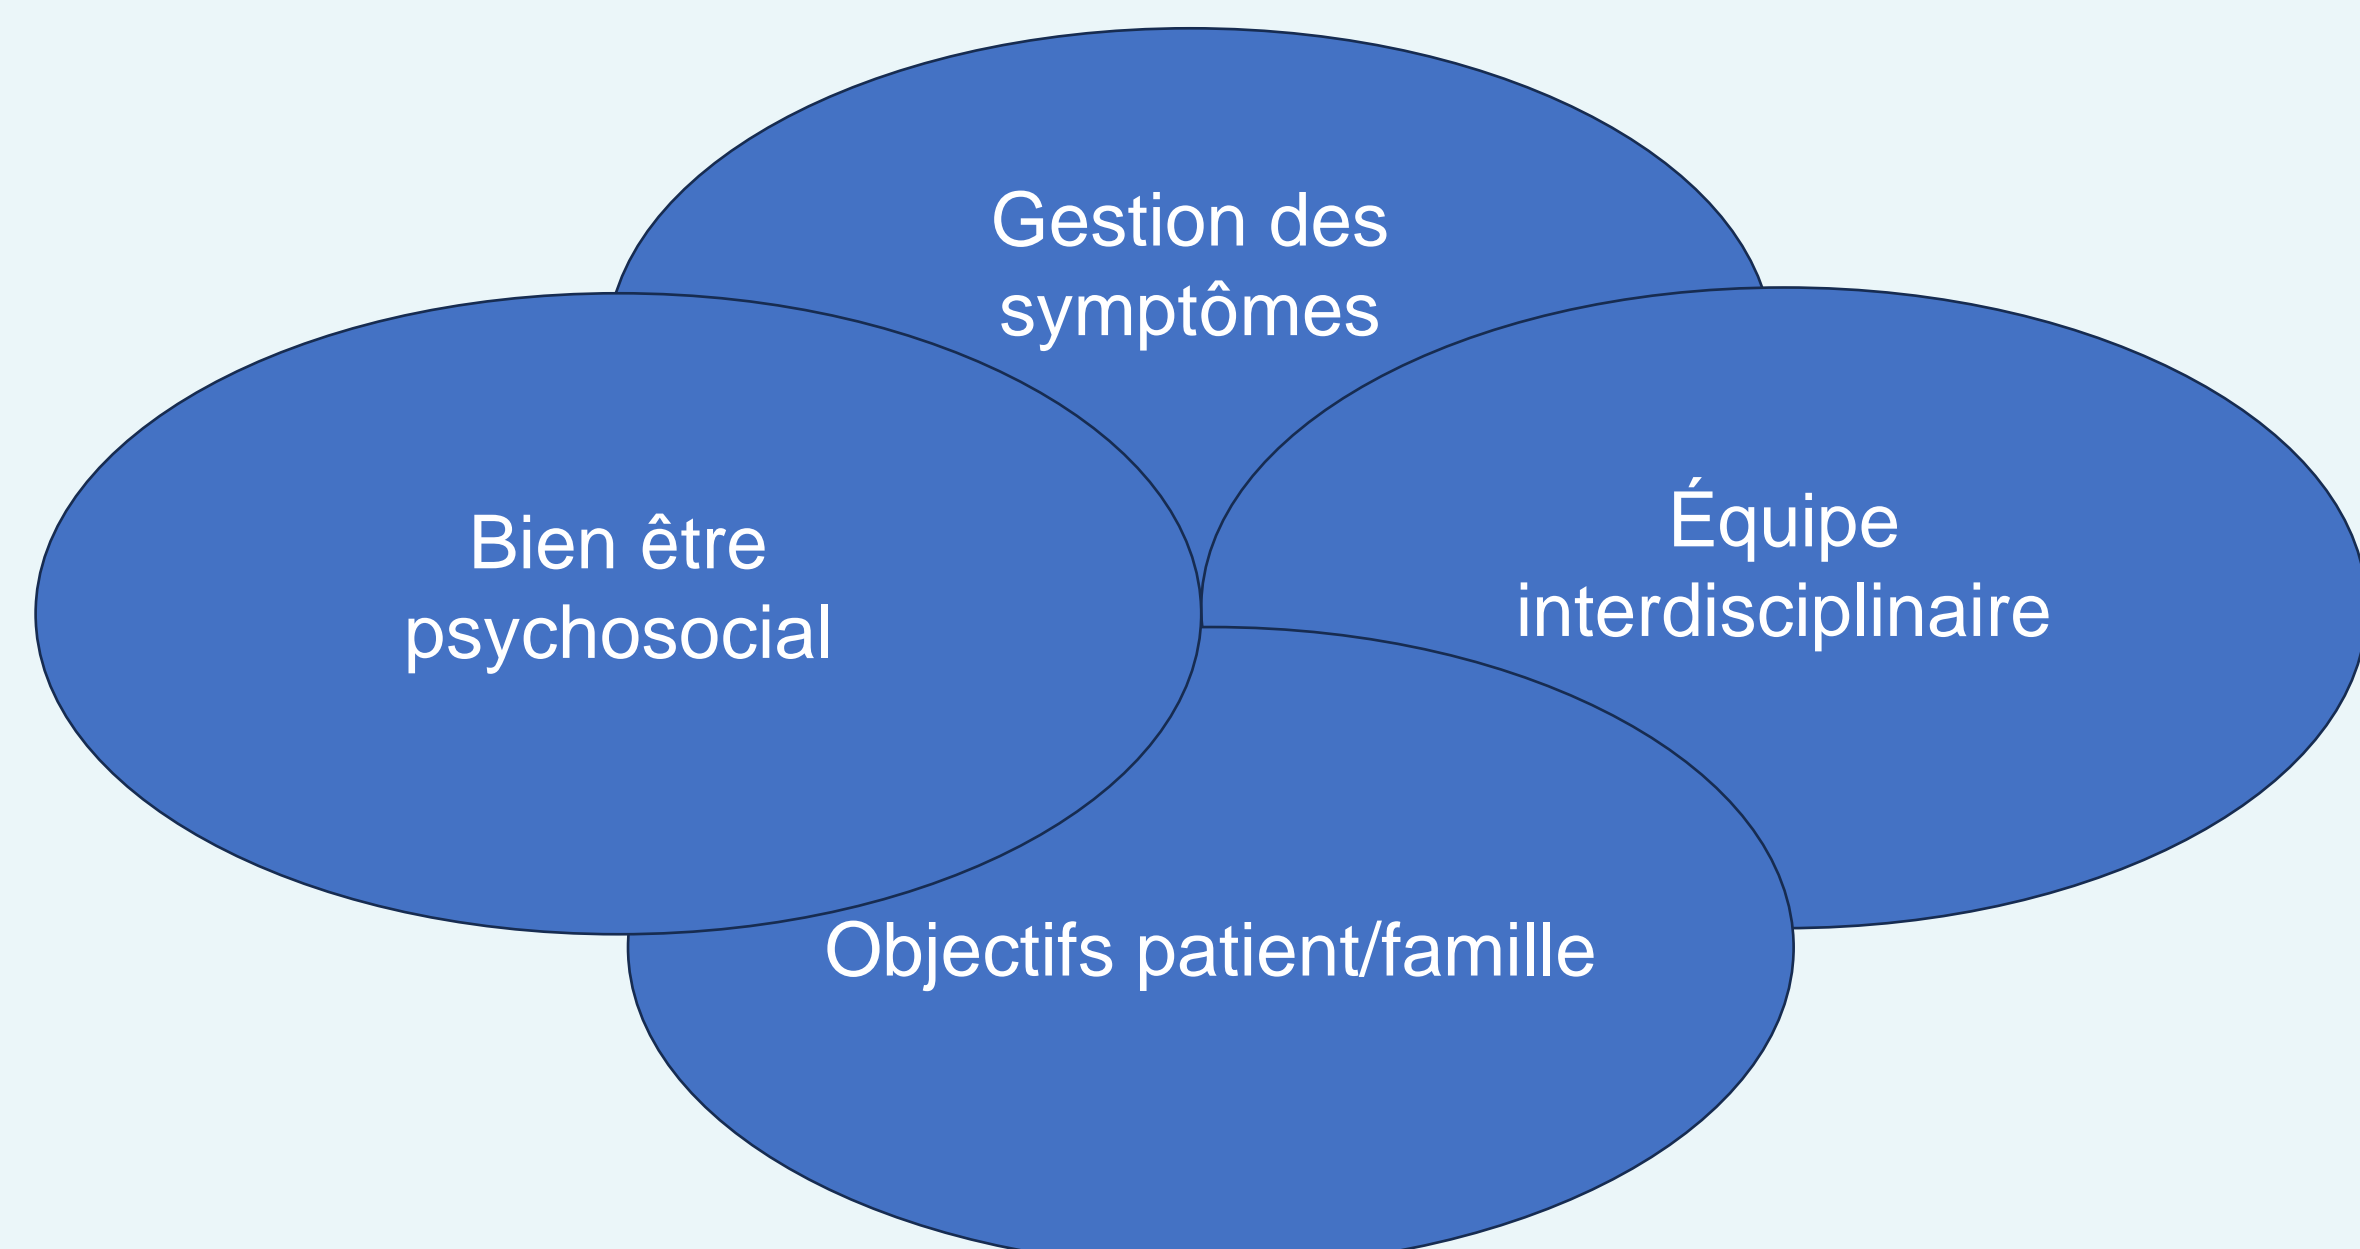 Gestion des
symptômes
Bien être
psychosocial
Équipe
interdisciplinaire
Objectifs patient/famille